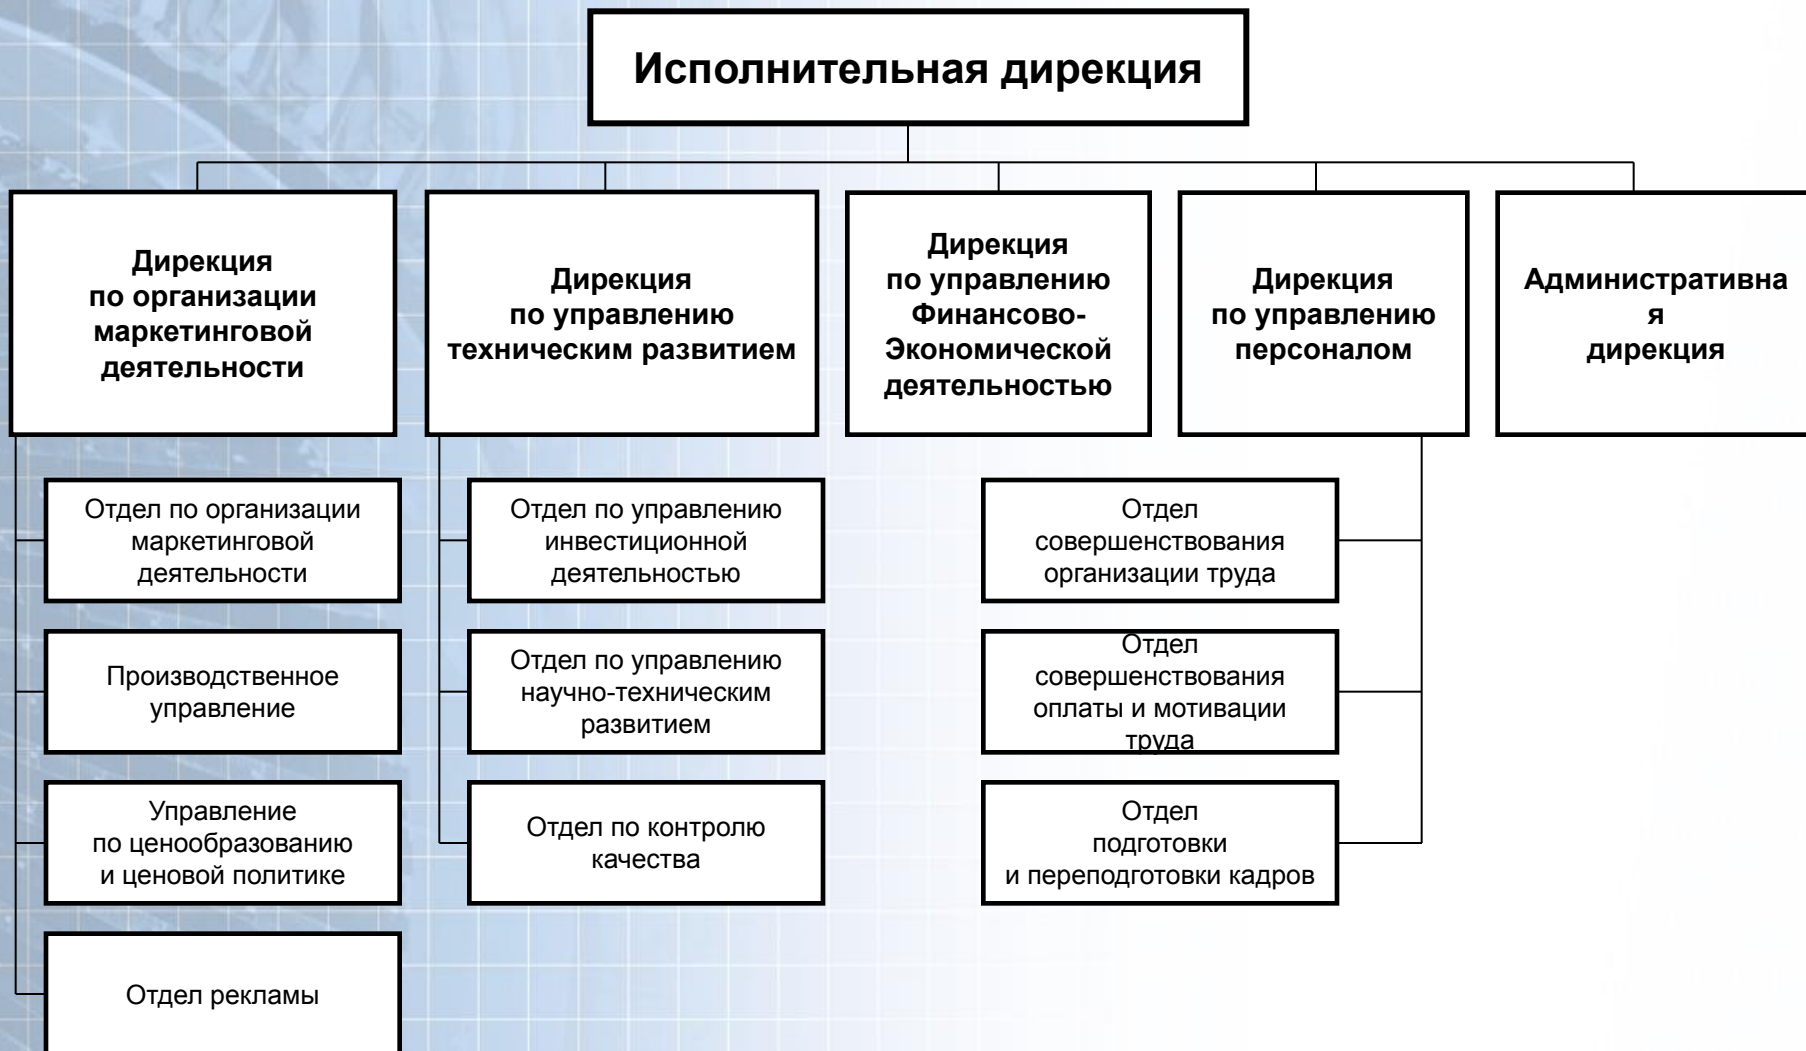 Исполнительная дирекция
Дирекция
по организации
маркетинговой
деятельности
Дирекция
по управлению
техническим развитием
Дирекция
по управлению
Финансово-
Экономической
деятельностью
Дирекция
по управлению
персоналом
Административна
я
дирекция
Отдел по организации
маркетинговой
деятельности
Производственное
управление
Управление
по ценообразованию
и ценовой политике
Отдел рекламы
Отдел по управлению
инвестиционной
деятельностью
Отдел по управлению
научно-техническим
развитием
Отдел по контролю
качества
Отдел
совершенствования
организации труда
Отдел
совершенствования
оплаты и мотивации
труда
Отдел
подготовки
и переподготовки кадров